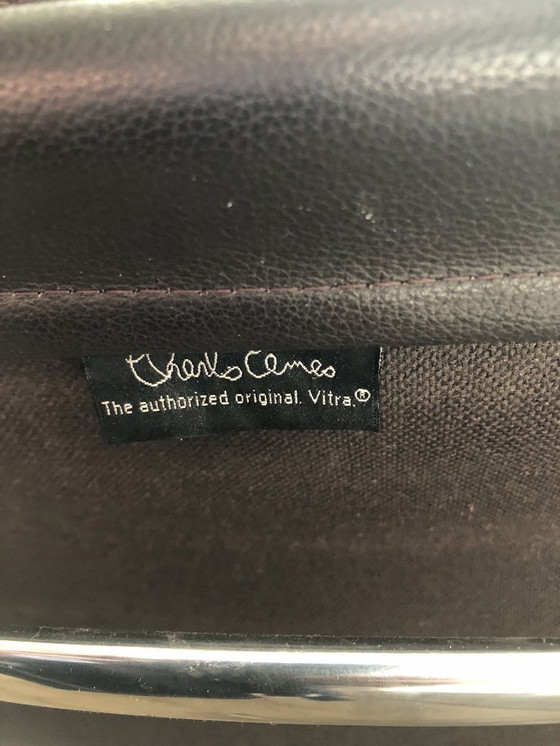 Charles Eames
The authorized original. Vitra.®